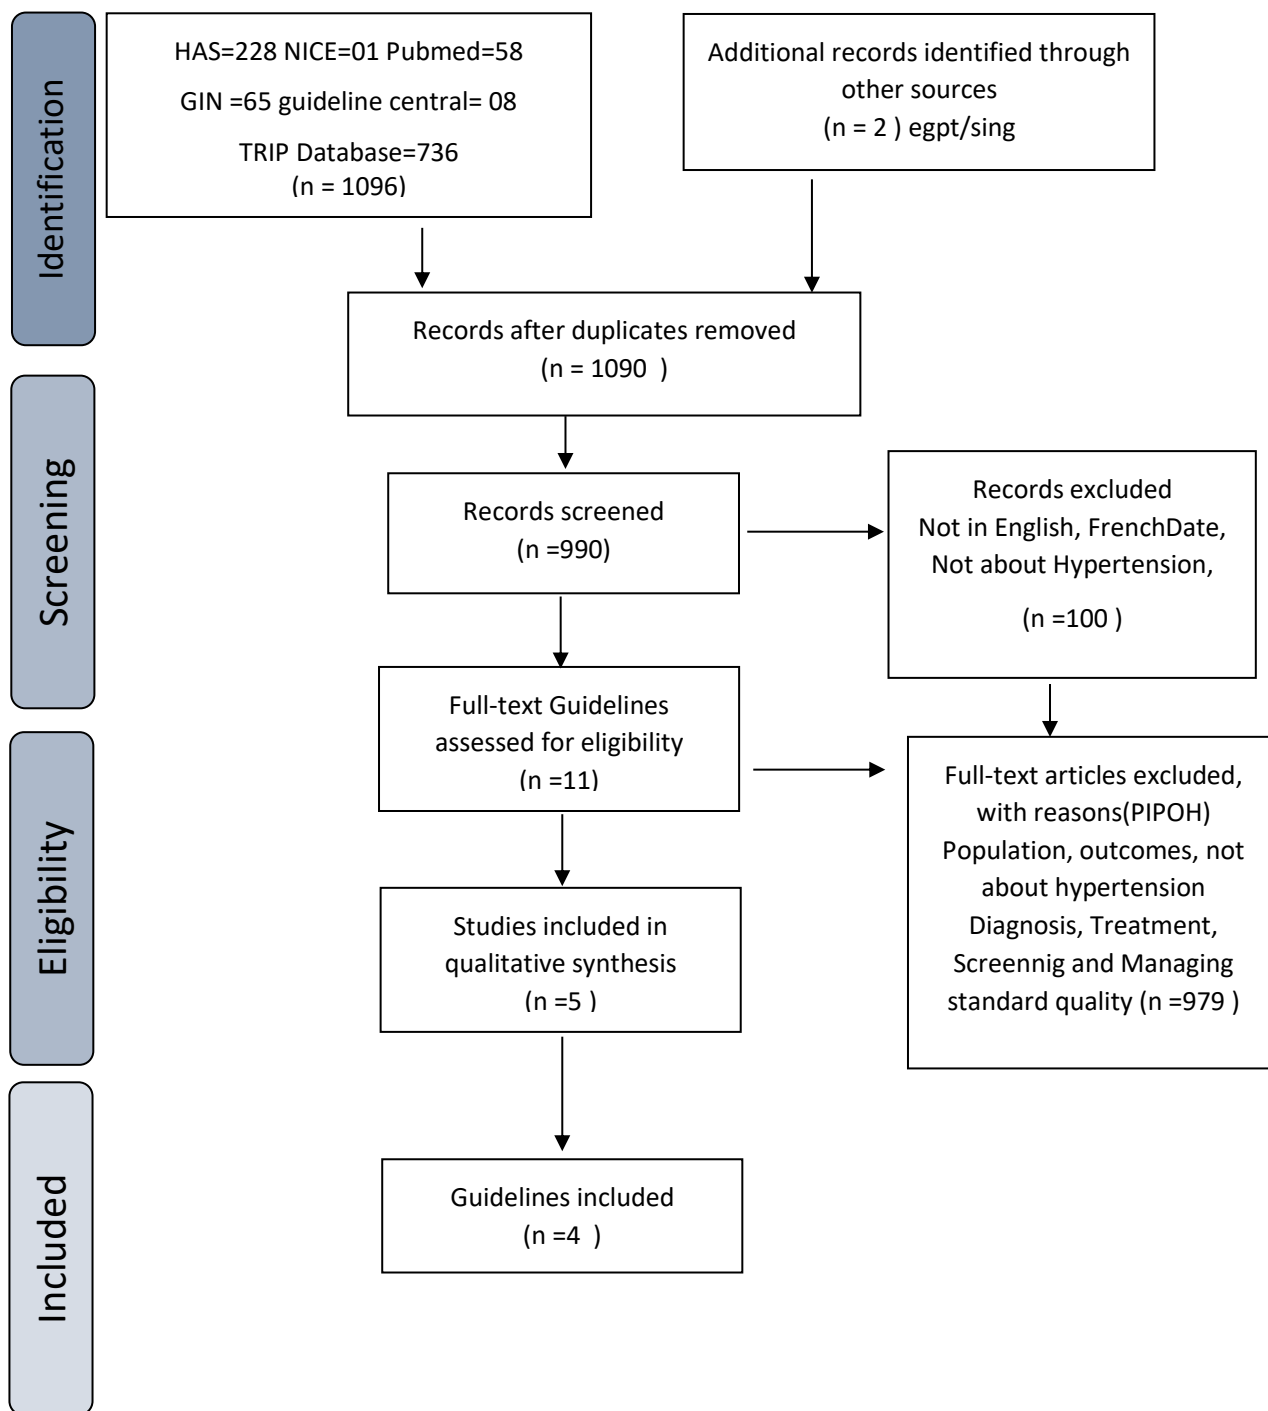 Identification
HAS=228 NICE=01 Pubmed=58
GIN =65 guideline central= 08
TRIP Database=736
(n = 1096)
Additional records identified through
other sources
(n = 2 ) egpt/sing
Records after duplicates removed
(n = 1090 )
Screening
Records screened
(n =990)
Records excluded
Not in English, FrenchDate,
Not about Hypertension,
(n =100 )
Eligibility
Full-text Guidelines
assessed for eligibility
(n =11)
Full-text articles excluded,
with reasons(PIPOH)
Population, outcomes, not
about hypertension
Diagnosis, Treatment,
Screennig and Managing
standard quality (n =979 )
Studies included in
qualitative synthesis
(n =5 )
Included
Guidelines included
(n =4 )